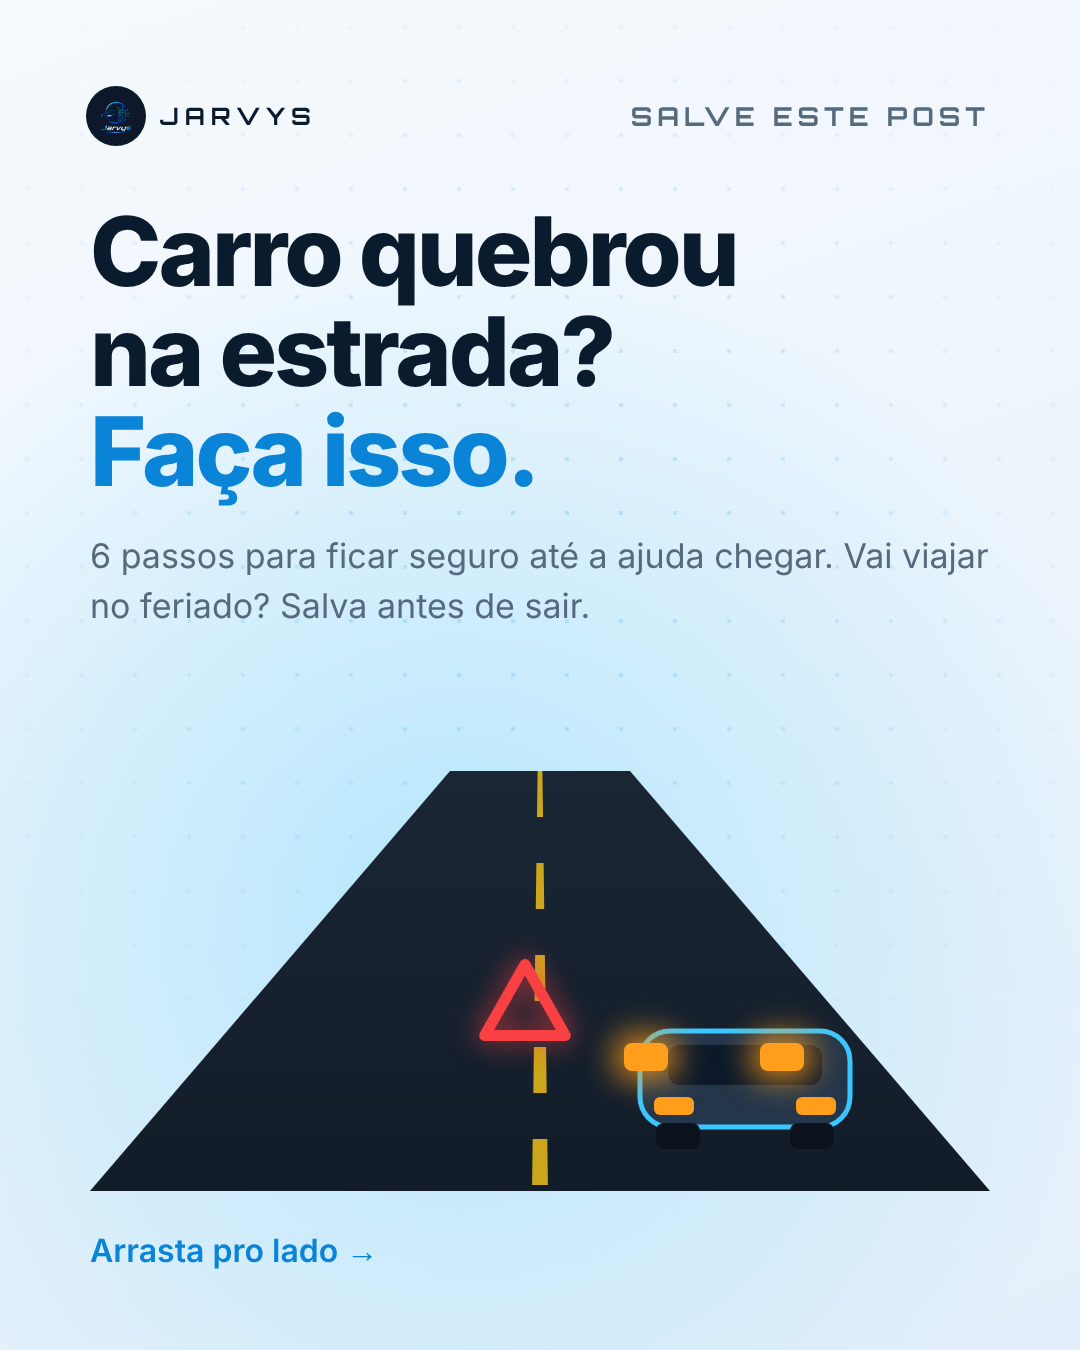 Jarvys
JARVYS
SALVE ESTE POST
Carro quebrou
na estrada?
Faça isso.
6 passos para ficar seguro até a ajuda chegar. Vai viajar
no feriado? Salva antes de sair.
Arrasta pro lado →